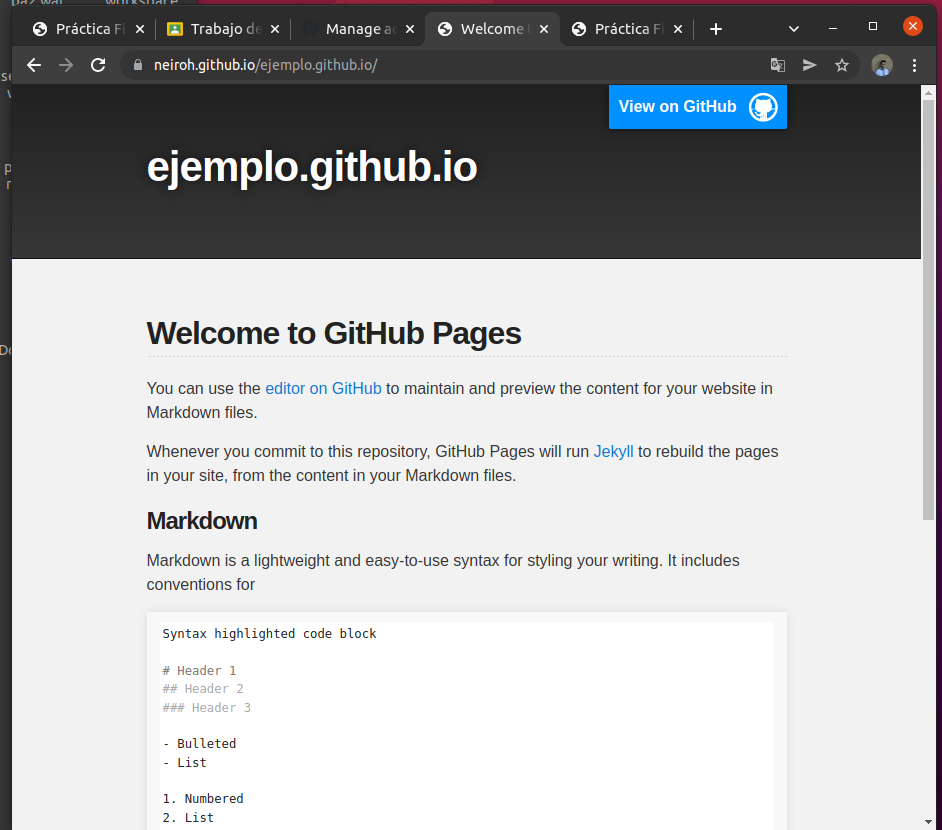 paz wai workspace
Práctica Fi
Trabajo de
Manage ac
Welcome
Práctica Fi
neiroh.github.io/ejemplo.github.io/
View on GitHub
ejemplo.github.io
Welcome to GitHub Pages
You can use the editor on GitHub to maintain and preview the content for your website in
Markdown files.
Whenever you commit to this repository, GitHub Pages will run Jekyll to rebuild the pages
in your site, from the content in your Markdown files.
Markdown
Markdown is a lightweight and easy-to-use syntax for styling your writing. It includes
conventions for
Syntax highlighted code block
# Header 1
## Header 2
### Header 3
- Bulleted
- List
1. Numbered
2. List